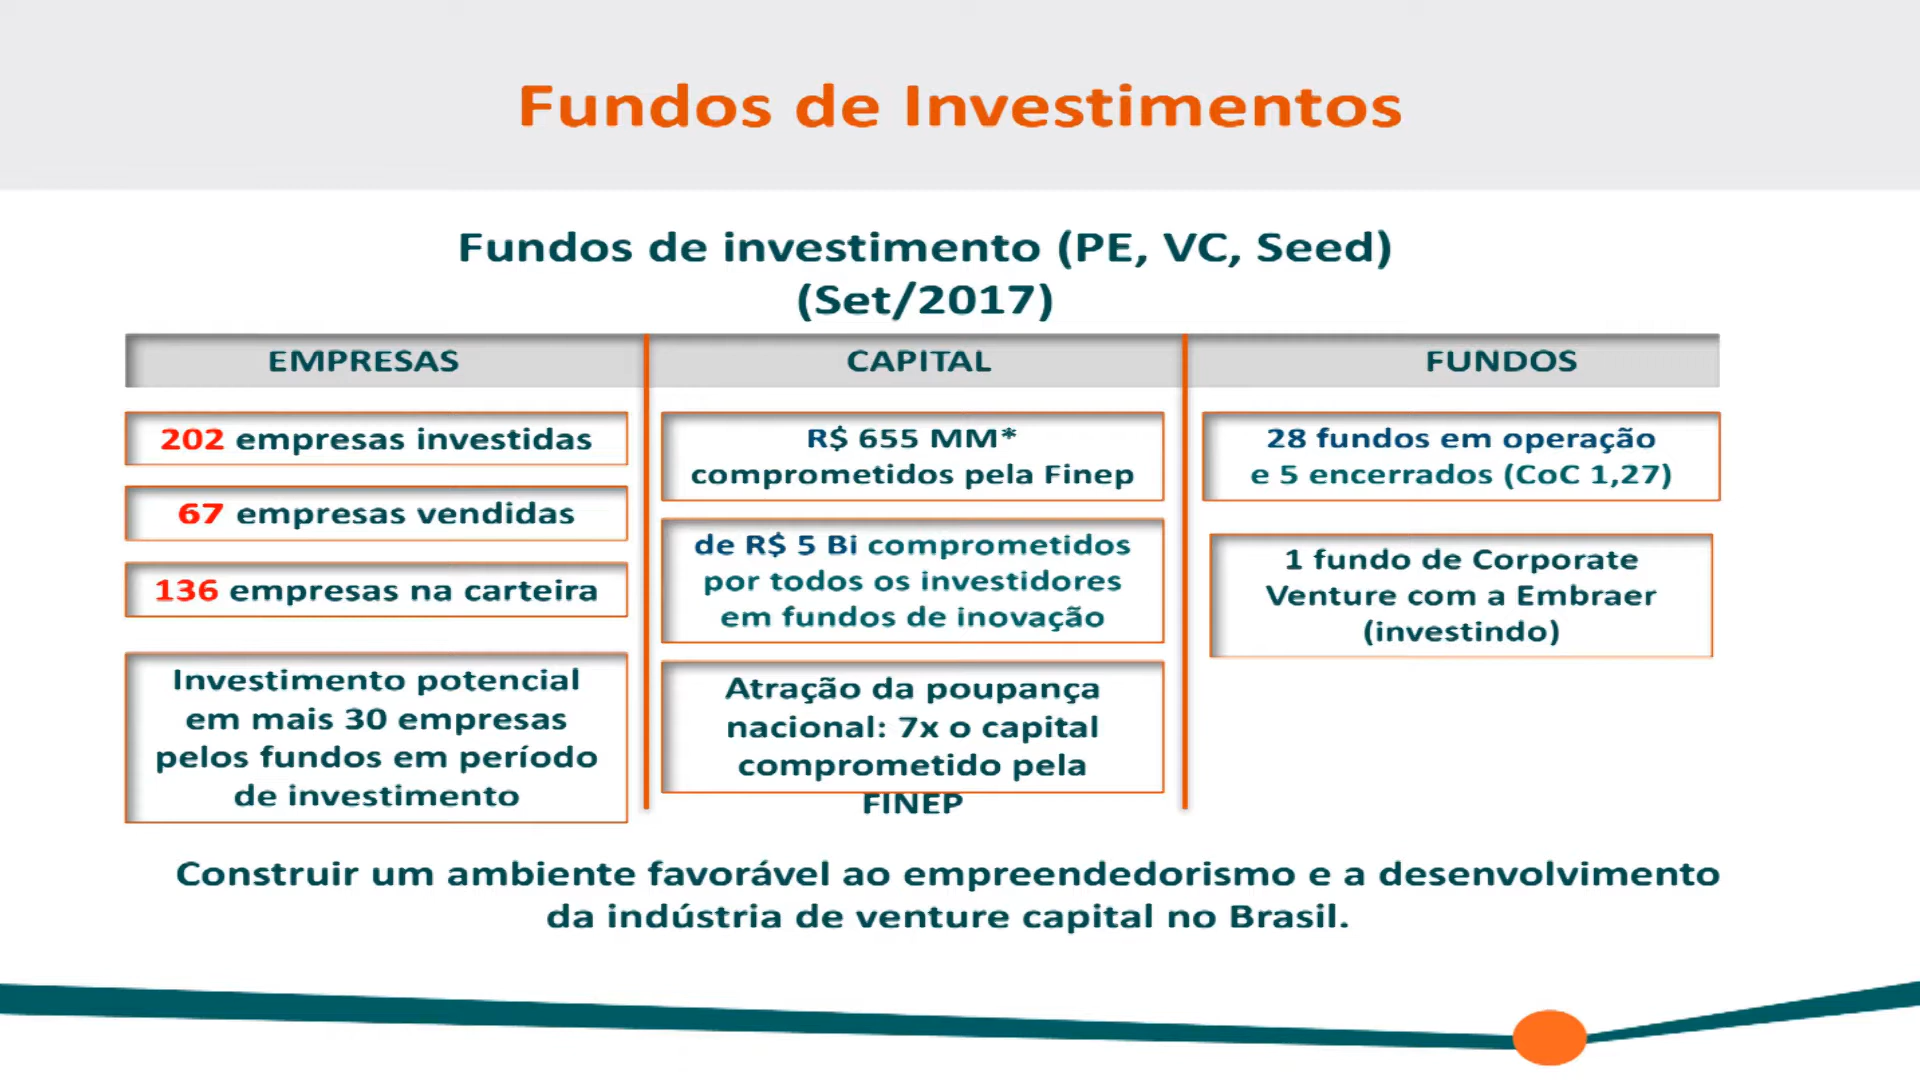 Fundos de Investimentos
Fundos de investimento (PE, VC, Seed)
(Set/2017)
EMPRESAS
202 empresas investidas
67 empresas vendidas
136 empresas na carteira
Investimento potencial
em mais 30 empresas
pelos fundos em período
de investimento
CAPITAL
R$ 655 MM*
comprometidos pela Finep
de R$ 5 Bi comprometidos
por todos os investidores
em fundos de inovação
Atração da poupança
nacional: 7x o capital
comprometido pela
FINEP
FUNDOS
28 fundos em operação
e 5 encerrados (CoC 1,27)
1 fundo de Corporate
Venture com a Embraer
(investindo)
Construir um ambiente favorável ao empreendedorismo e a desenvolvimento
da indústria de venture capital no Brasil.